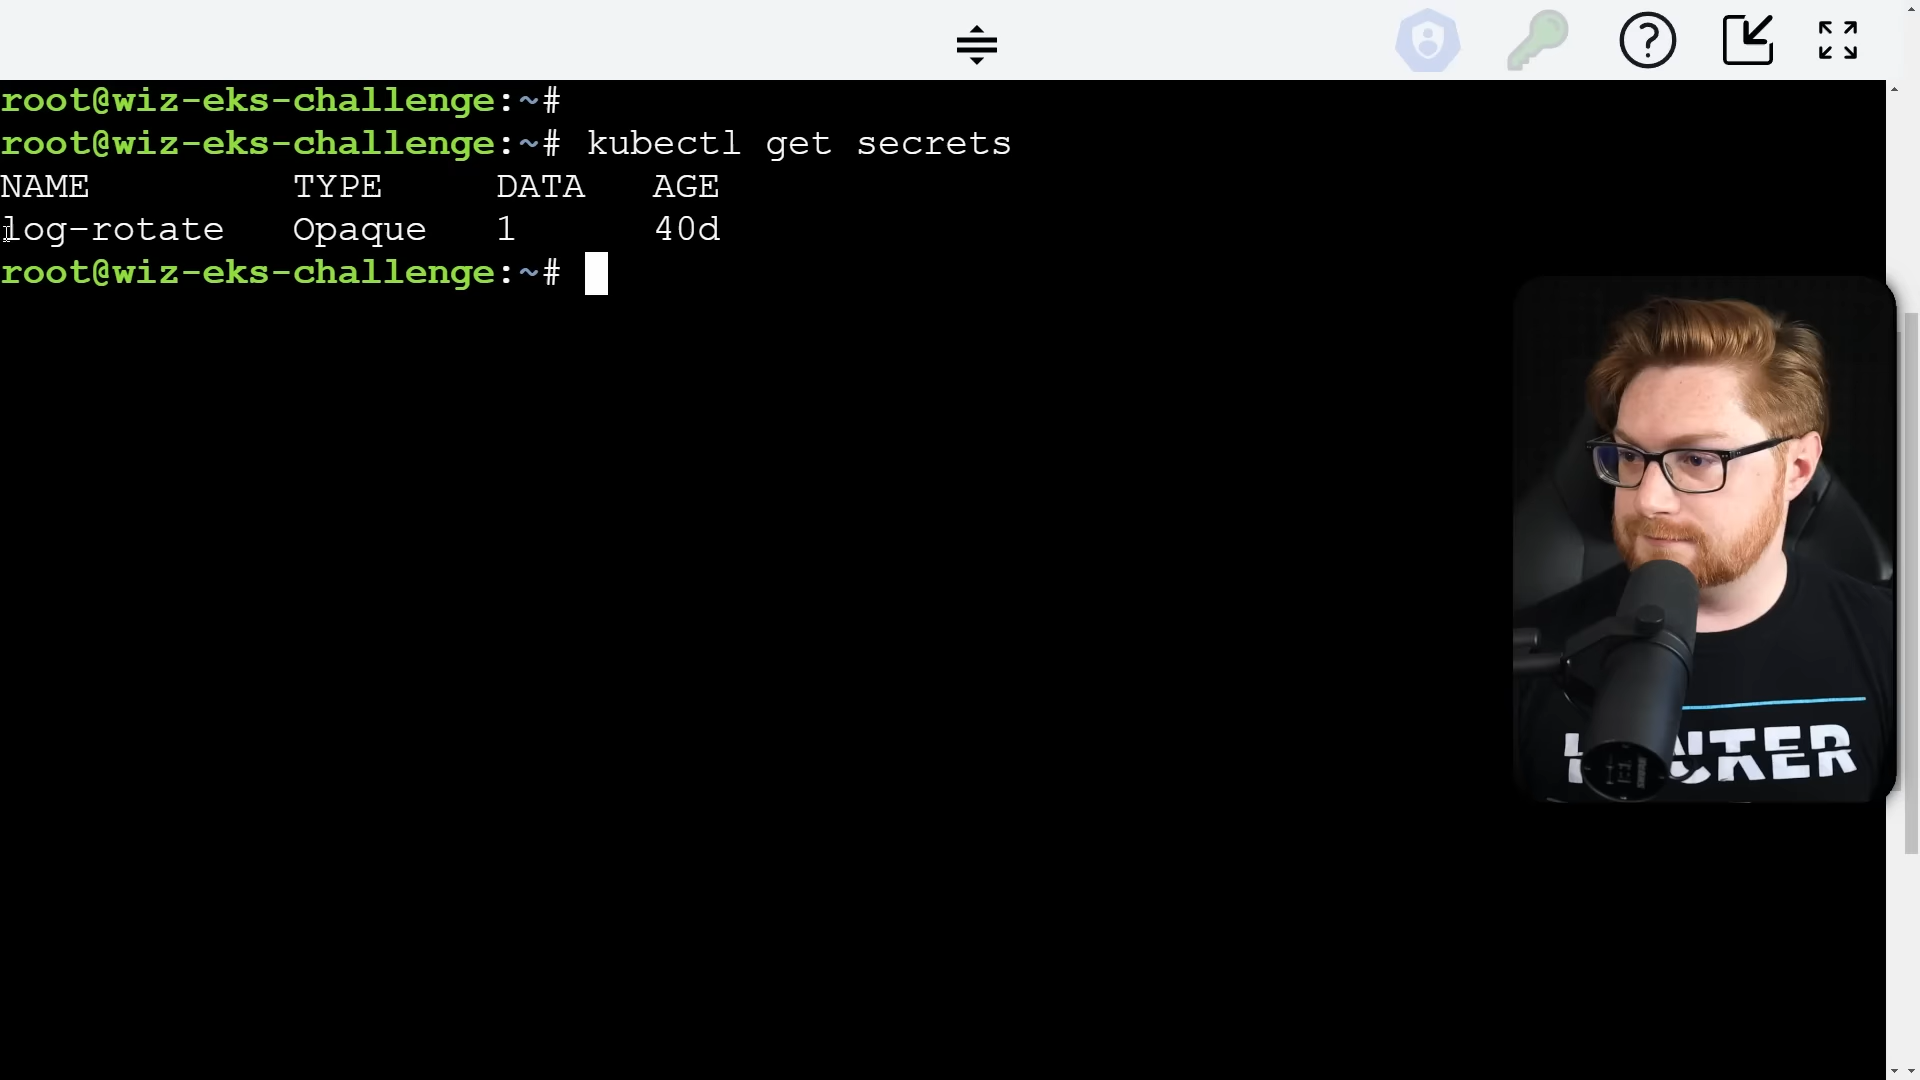 root@wiz-eks-challenge:~#
root@wiz-eks-challenge:~# kubectl get secrets
NAME TYPE DATA AGE
log-rotate Opaque 1 40d
root@wiz-eks-challenge:~#